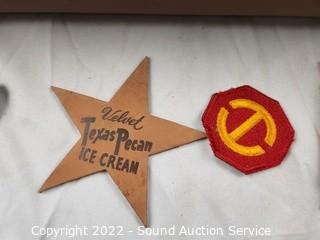 Velvet
Texas Pecan
ICE CREAM
Copyright 2022 - Sound Auction Service